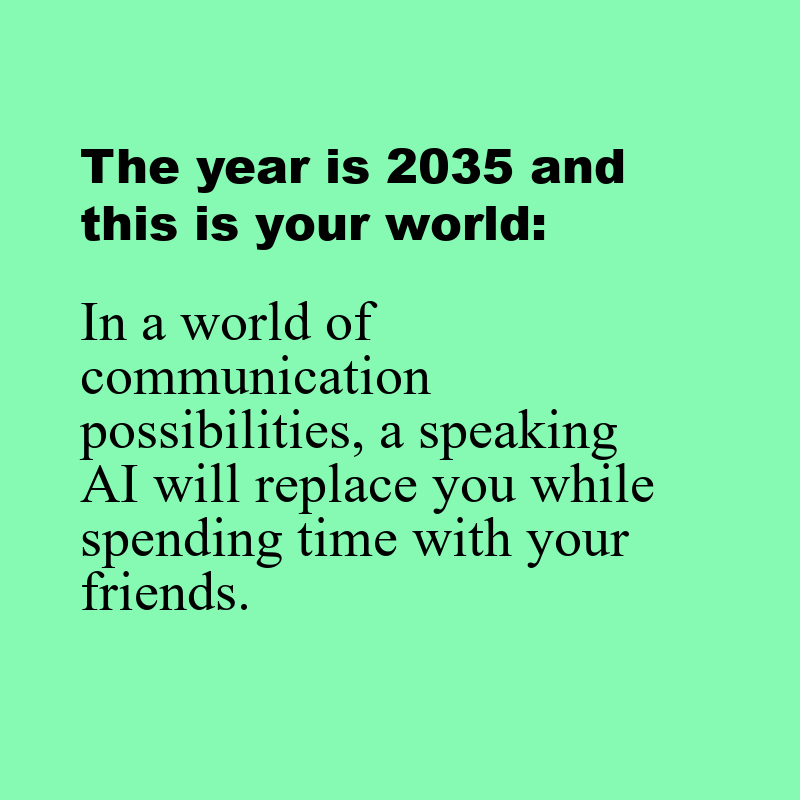 The year is 2035 and
this is your world:
In a world of
communication
possibilities, a speaking
AI will replace you while
spending time with your
friends.